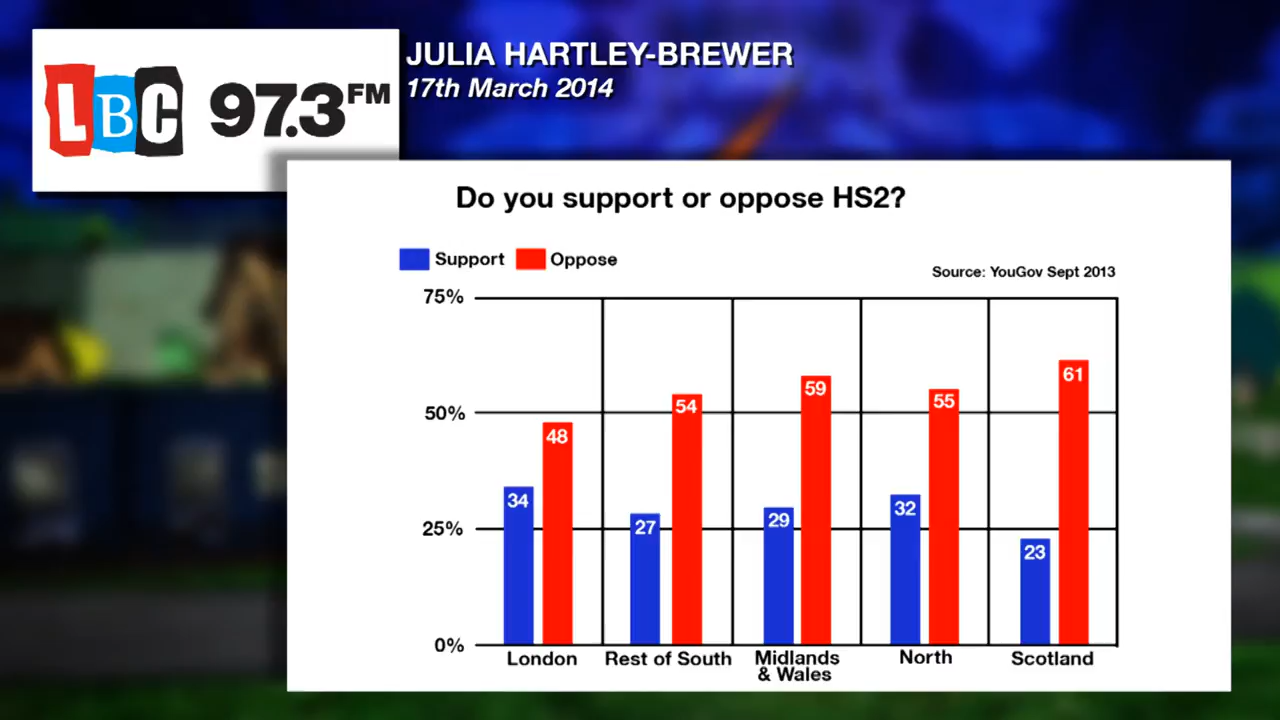 LBC 97.3 FM
JULIA HARTLEY-BREWER
17th March 2014
Do you support or oppose HS2?
Support Oppose
Source: YouGov Sept 2013
75%
50%
25%
0%
34 48 27 54 29 59 32 55 23 61
London Rest of South Midlands & Wales North Scotland